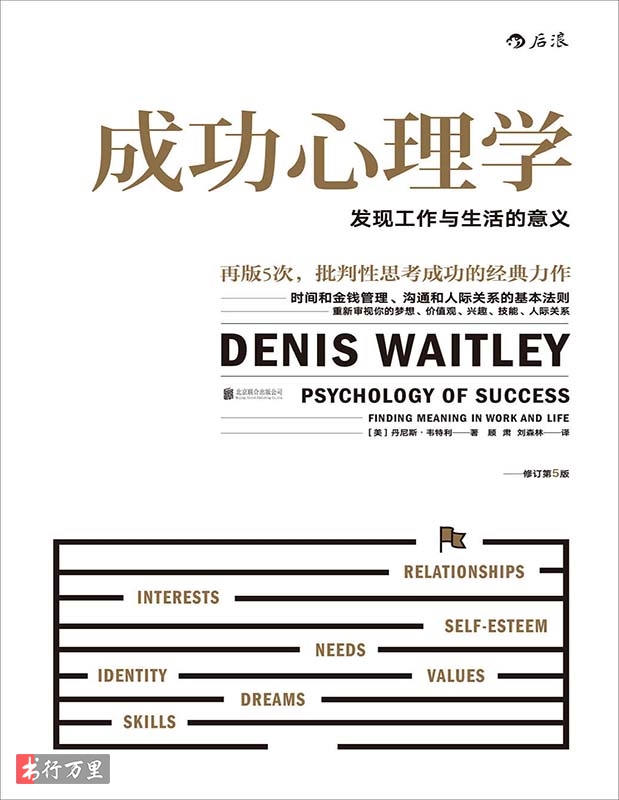 后浪
成功心理学
发现工作与生活的意义
再版5次，批判性思考成功的经典力作
时间和金钱管理、沟通和人际关系的基本法则
重新审视你的梦想、价值观、兴趣、技能、人际关系
DENIS WAITLEY
北京联合出版公司
PSYCHOLOGY OF SUCCESS
FINDING MEANING IN WORK AND LIFE
［美］丹尼斯·韦特利——著 顾 肃 刘森林——译
——修订第5版
RELATIONSHIPS
INTERESTS
SELF-ESTEEM
NEEDS
IDENTITY
VALUES
DREAMS
SKILLS
书行万里